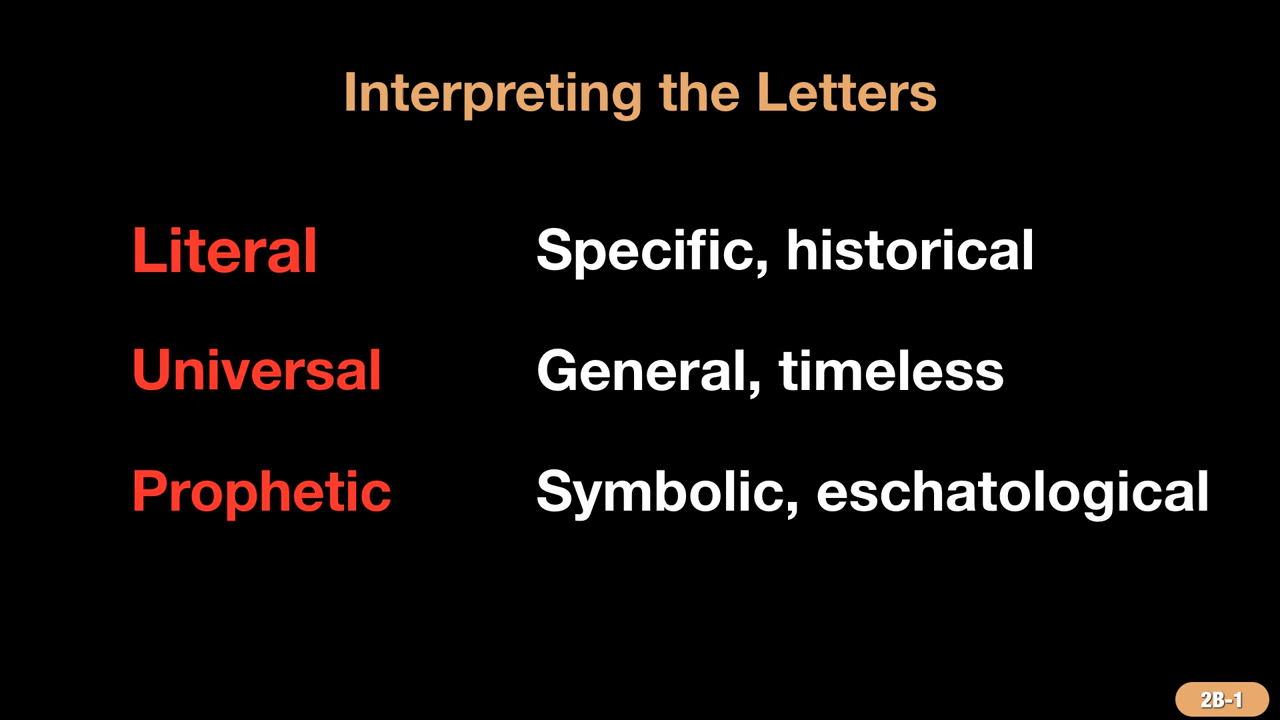 Interpreting the Letters
Literal Specific, historical
Universal General, timeless
Prophetic Symbolic, eschatological
2B-1